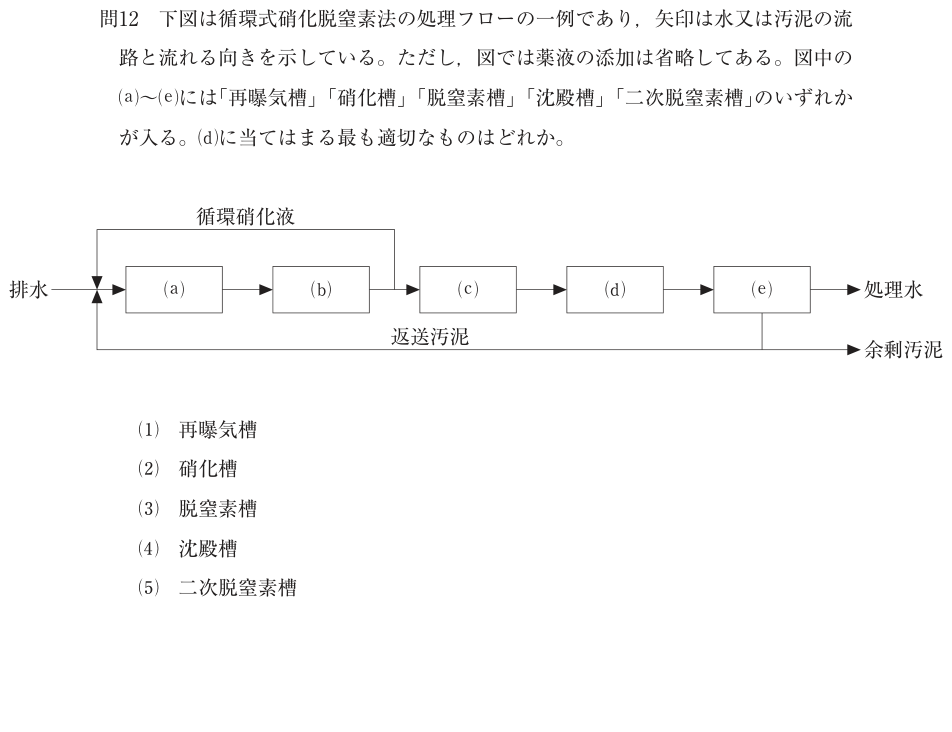 問12　下図は循環式硝化脱窒素法の処理フローの一例であり，矢印は水又は汚泥の流
路と流れる向きを示している。ただし，図では薬液の添加は省略してある。図中の
(a)〜(e)には「再曝気槽」「硝化槽」「脱窒素槽」「沈殿槽」「二次脱窒素槽」のいずれか
が入る。(d)に当てはまる最も適切なものはどれか。
循環硝化液
排水 (a) (b) (c) (d) (e) 処理水
返送汚泥
余剰汚泥
(1)　再曝気槽
(2)　硝化槽
(3)　脱窒素槽
(4)　沈殿槽
(5)　二次脱窒素槽